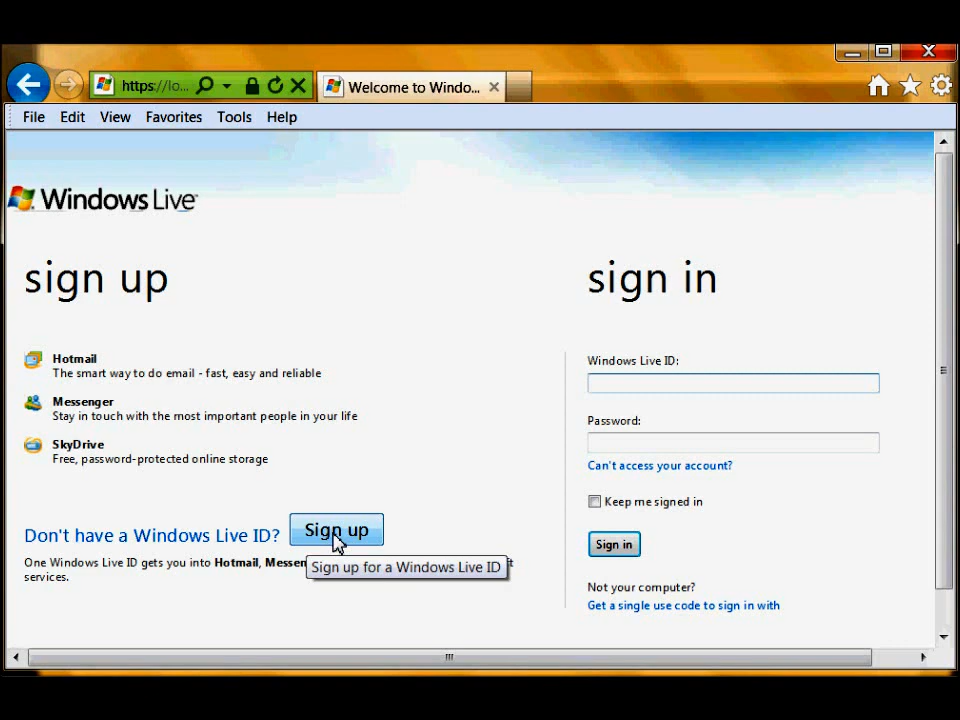 https://lo...
Welcome to Windo...
File Edit View Favorites Tools Help
Windows Live
sign up
Hotmail
The smart way to do email - fast, easy and reliable
Messenger
Stay in touch with the most important people in your life
SkyDrive
Free, password-protected online storage
Don't have a Windows Live ID?
Sign up
Sign up for a Windows Live ID
One Windows Live ID gets you into Hotmail,
services.
sign in
Windows Live ID:
Password:
Can't access your account?
Keep me signed in
Sign in
Not your computer?
Get a single use code to sign in with